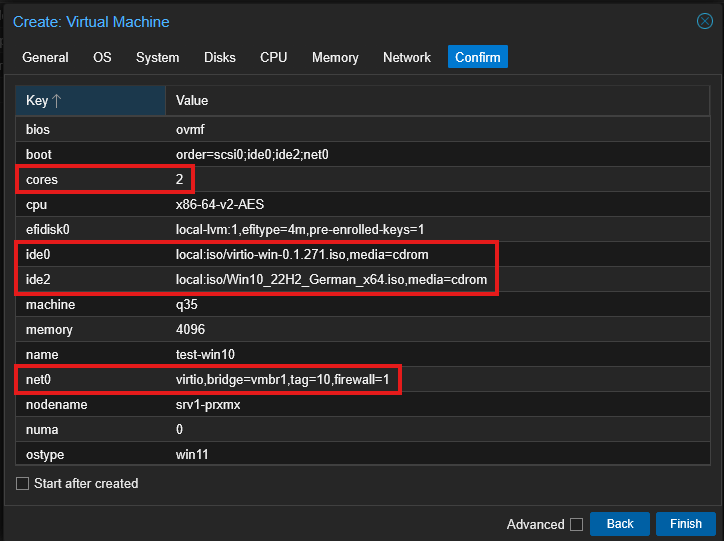 Create: Virtual Machine
General OS System Disks CPU Memory Network Confirm
Key ↑ Value
bios ovmf
boot order=scsi0;ide0;ide2;net0
cores 2
cpu x86-64-v2-AES
efidisk0 local-lvm:1,efitype=4m,pre-enrolled-keys=1
ide0 local:iso/virtio-win-0.1.271.iso,media=cdrom
ide2 local:iso/Win10_22H2_German_x64.iso,media=cdrom
machine q35
memory 4096
name test-win10
net0 virtio,bridge=vmbr1,tag=10,firewall=1
nodename srv1-prxmx
numa 0
ostype win11
Start after created
Advanced Back Finish